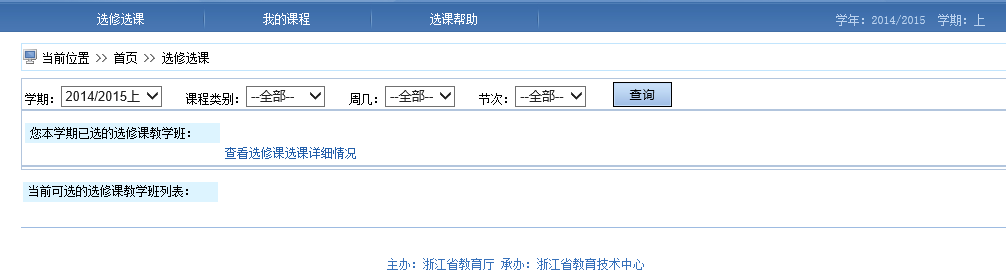 选修选课 我的课程 选课帮助 学年：2014/2015 学期：上
当前位置 >> 首页 >> 选修选课
学期： 2014/2015上 课程类别： --全部-- 周几： --全部-- 节次： --全部-- 查询
您本学期已选的选修课教学班：
查看选修课选课详细情况
当前可选的选修课教学班列表：
主办：浙江省教育厅 承办：浙江省教育技术中心